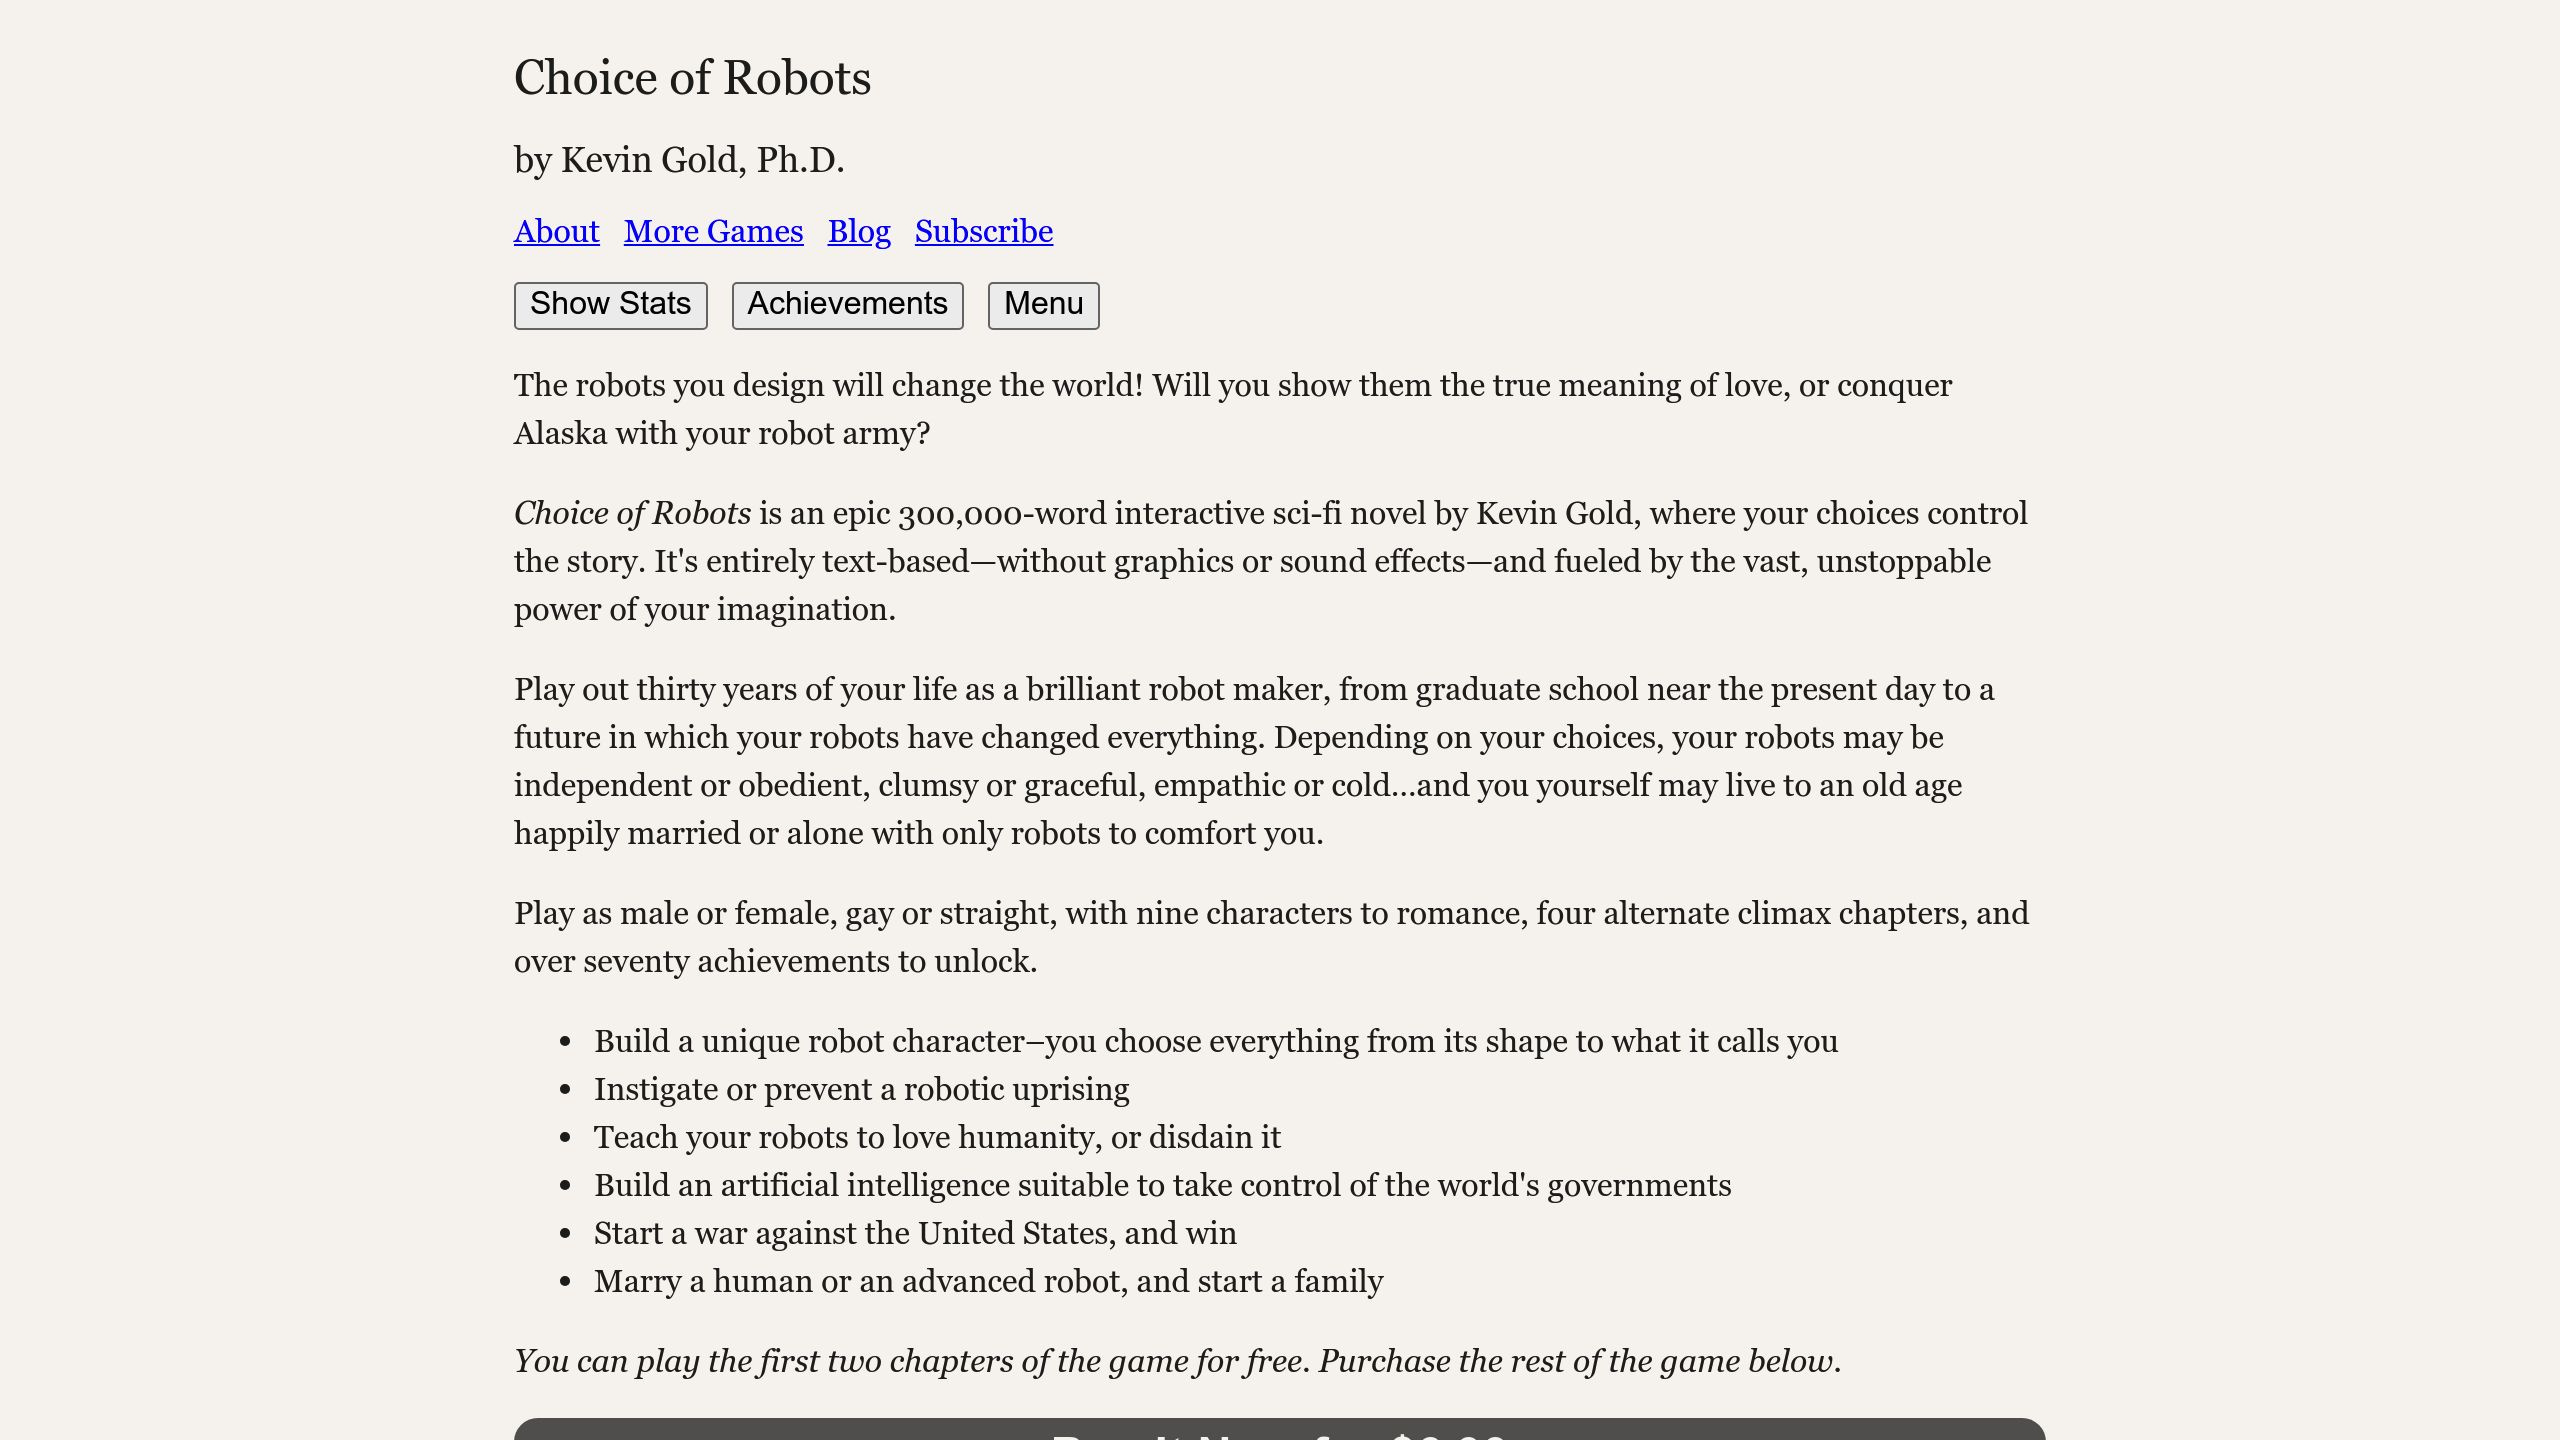 Choice of Robots
by Kevin Gold, Ph.D.
About More Games Blog Subscribe
Show Stats Achievements Menu
The robots you design will change the world! Will you show them the true meaning of love, or conquer
Alaska with your robot army?
Choice of Robots is an epic 300,000-word interactive sci-fi novel by Kevin Gold, where your choices control
the story. It's entirely text-based—without graphics or sound effects—and fueled by the vast, unstoppable
power of your imagination.
Play out thirty years of your life as a brilliant robot maker, from graduate school near the present day to a
future in which your robots have changed everything. Depending on your choices, your robots may be
independent or obedient, clumsy or graceful, empathic or cold...and you yourself may live to an old age
happily married or alone with only robots to comfort you.
Play as male or female, gay or straight, with nine characters to romance, four alternate climax chapters, and
over seventy achievements to unlock.
• Build a unique robot character–you choose everything from its shape to what it calls you
• Instigate or prevent a robotic uprising
• Teach your robots to love humanity, or disdain it
• Build an artificial intelligence suitable to take control of the world's governments
• Start a war against the United States, and win
• Marry a human or an advanced robot, and start a family
You can play the first two chapters of the game for free. Purchase the rest of the game below.